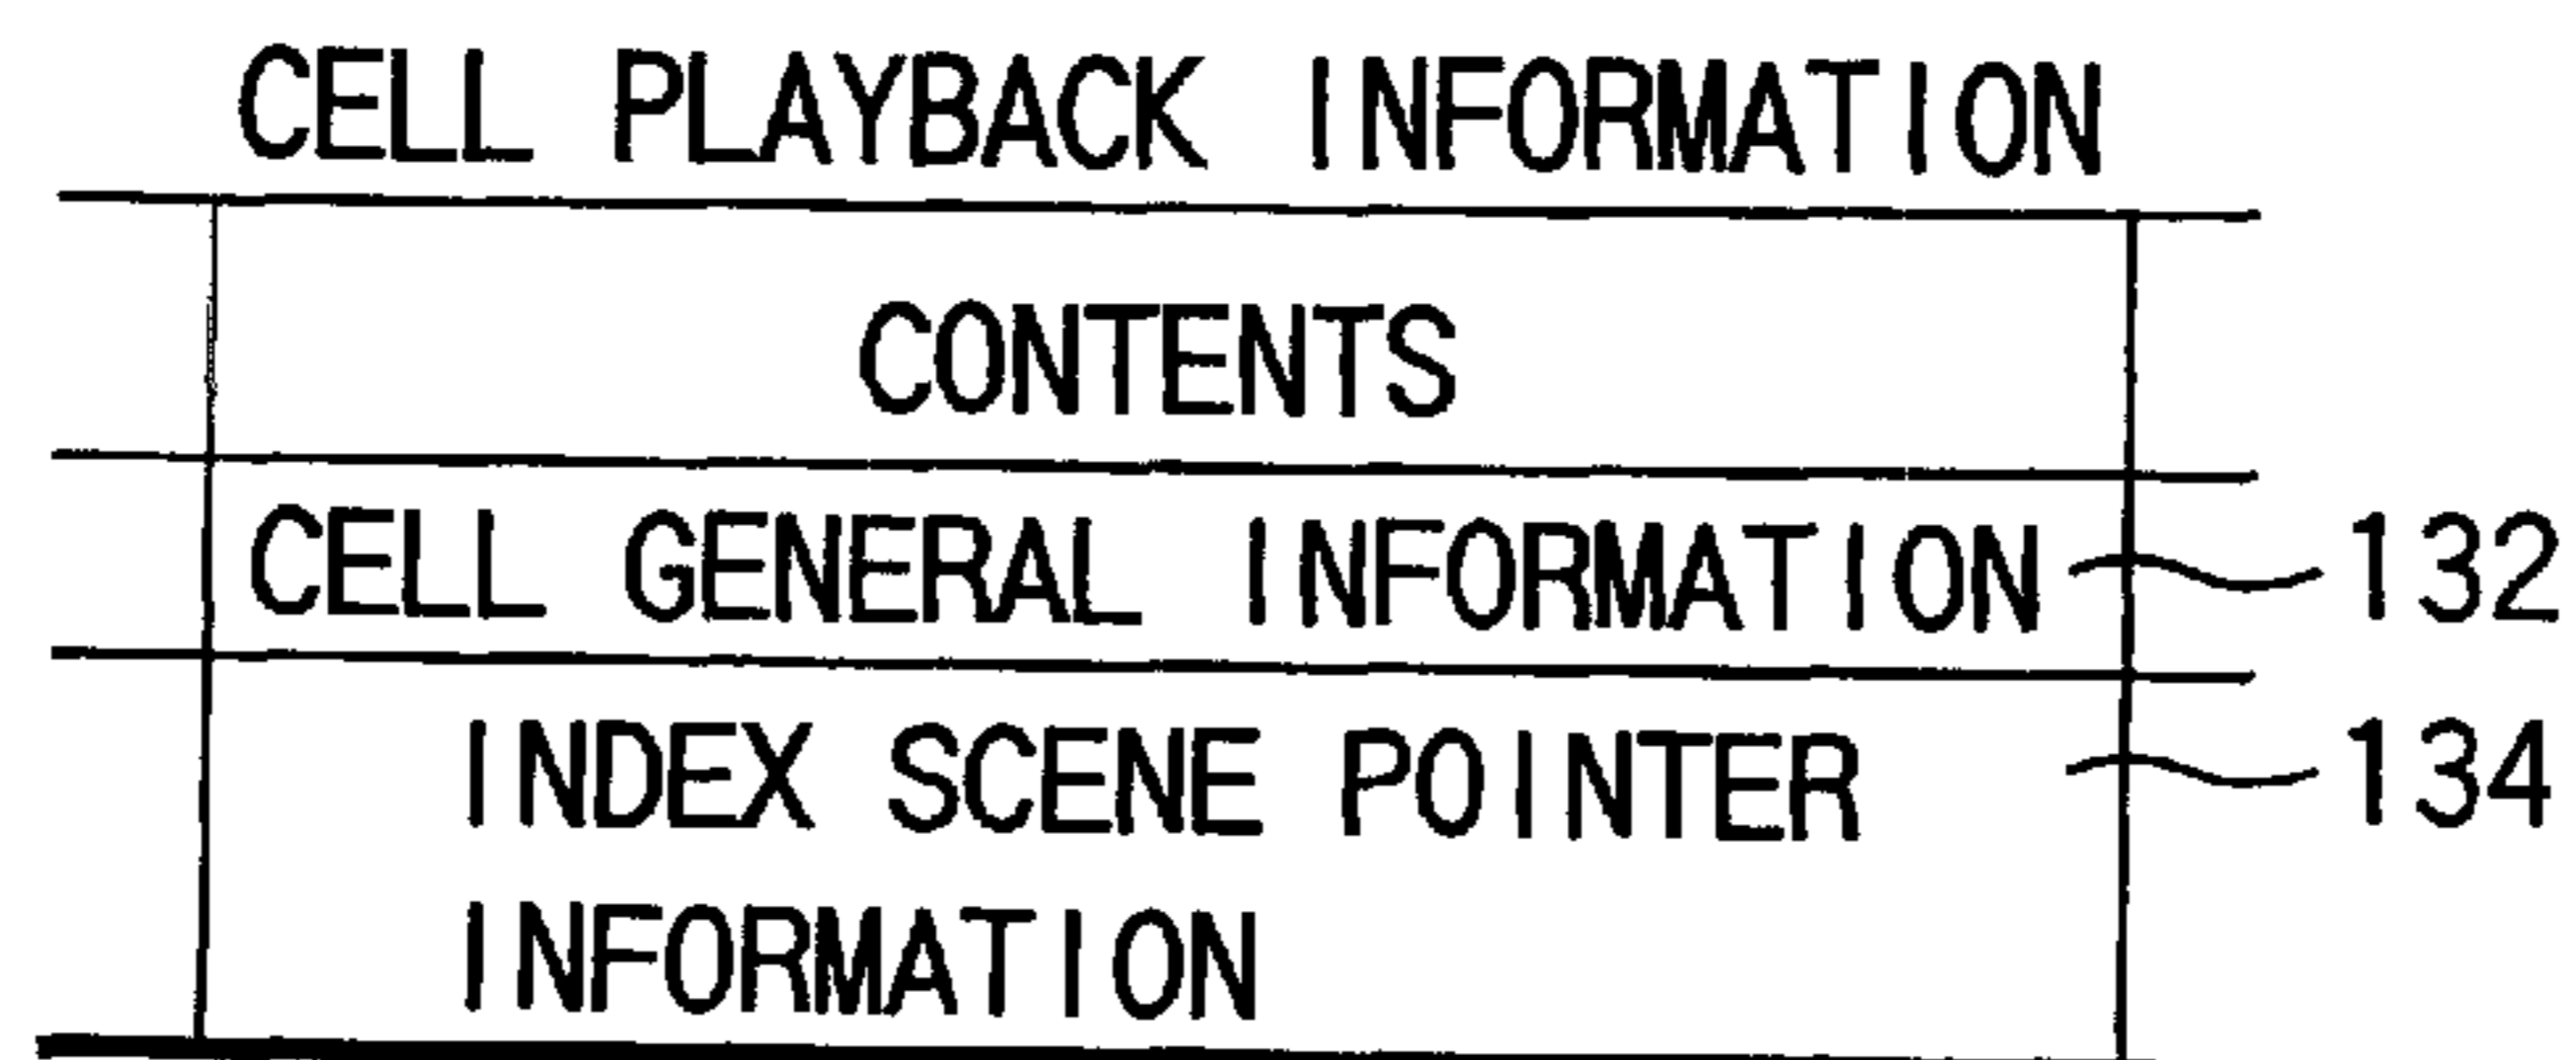 CELL PLAYBACK INFORMATION
CONTENTS
CELL GENERAL INFORMATION 132
INDEX SCENE POINTER 134
INFORMATION